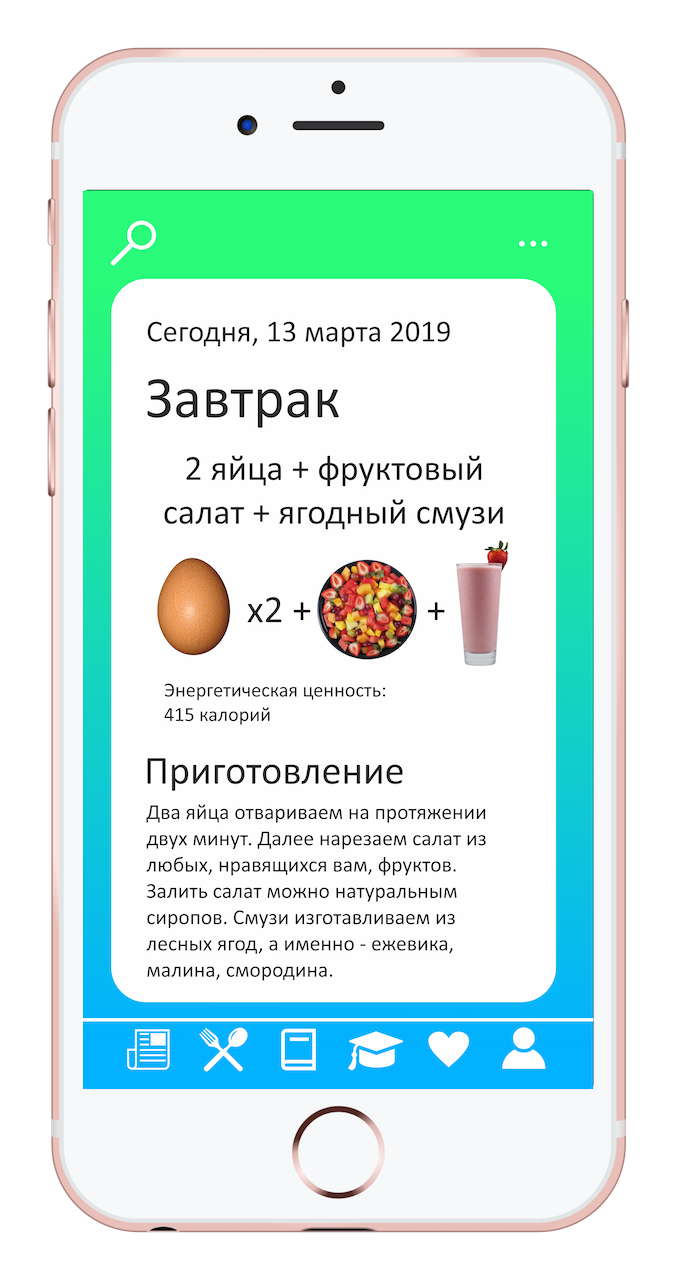 Сегодня, 13 марта 2019
Завтрак
2 яйца + фруктовый
салат + ягодный смузи
x2 + +
Энергетическая ценность:
415 калорий
Приготовление
Два яйца отвариваем на протяжении
двух минут. Далее нарезаем салат из
любых, нравящихся вам, фруктов.
Залить салат можно натуральным
сиропов. Смузи изготавливаем из
лесных ягод, а именно - ежевика,
малина, смородина.